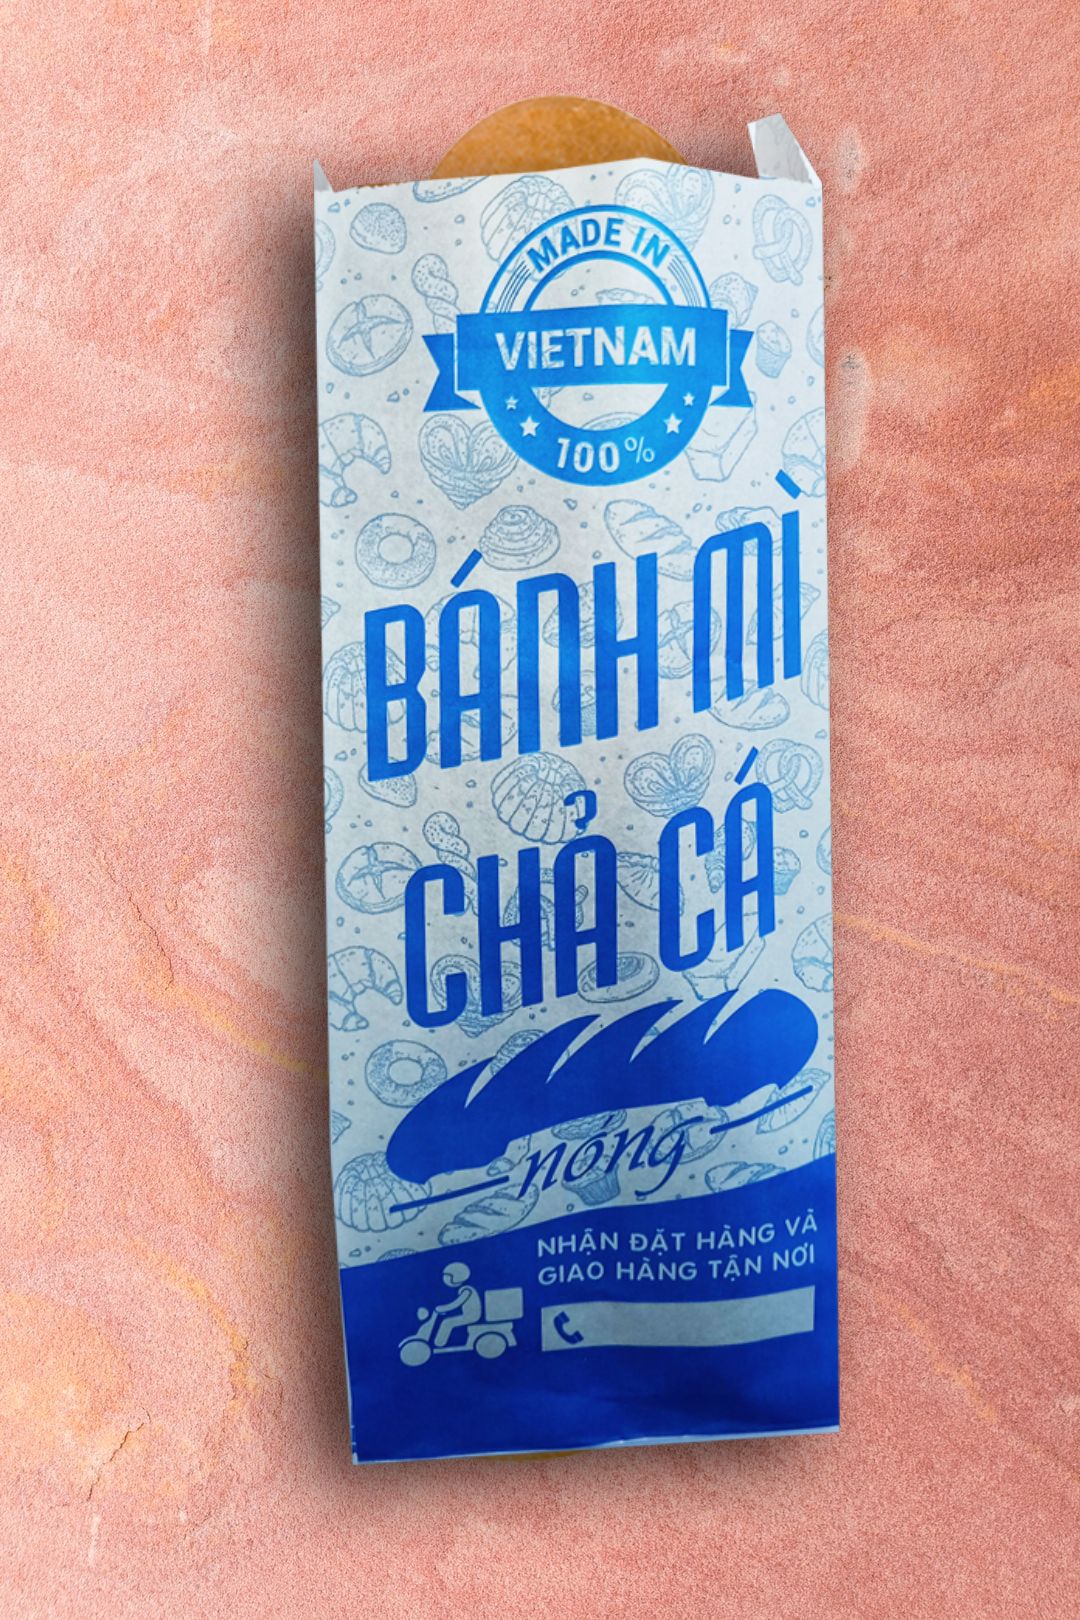 MADE IN
VIETNAM
100%
BÁNH MÌ
CHẢ CÁ
nóng
NHẬN ĐẶT HÀNG VÀ
GIAO HÀNG TẬN NƠI